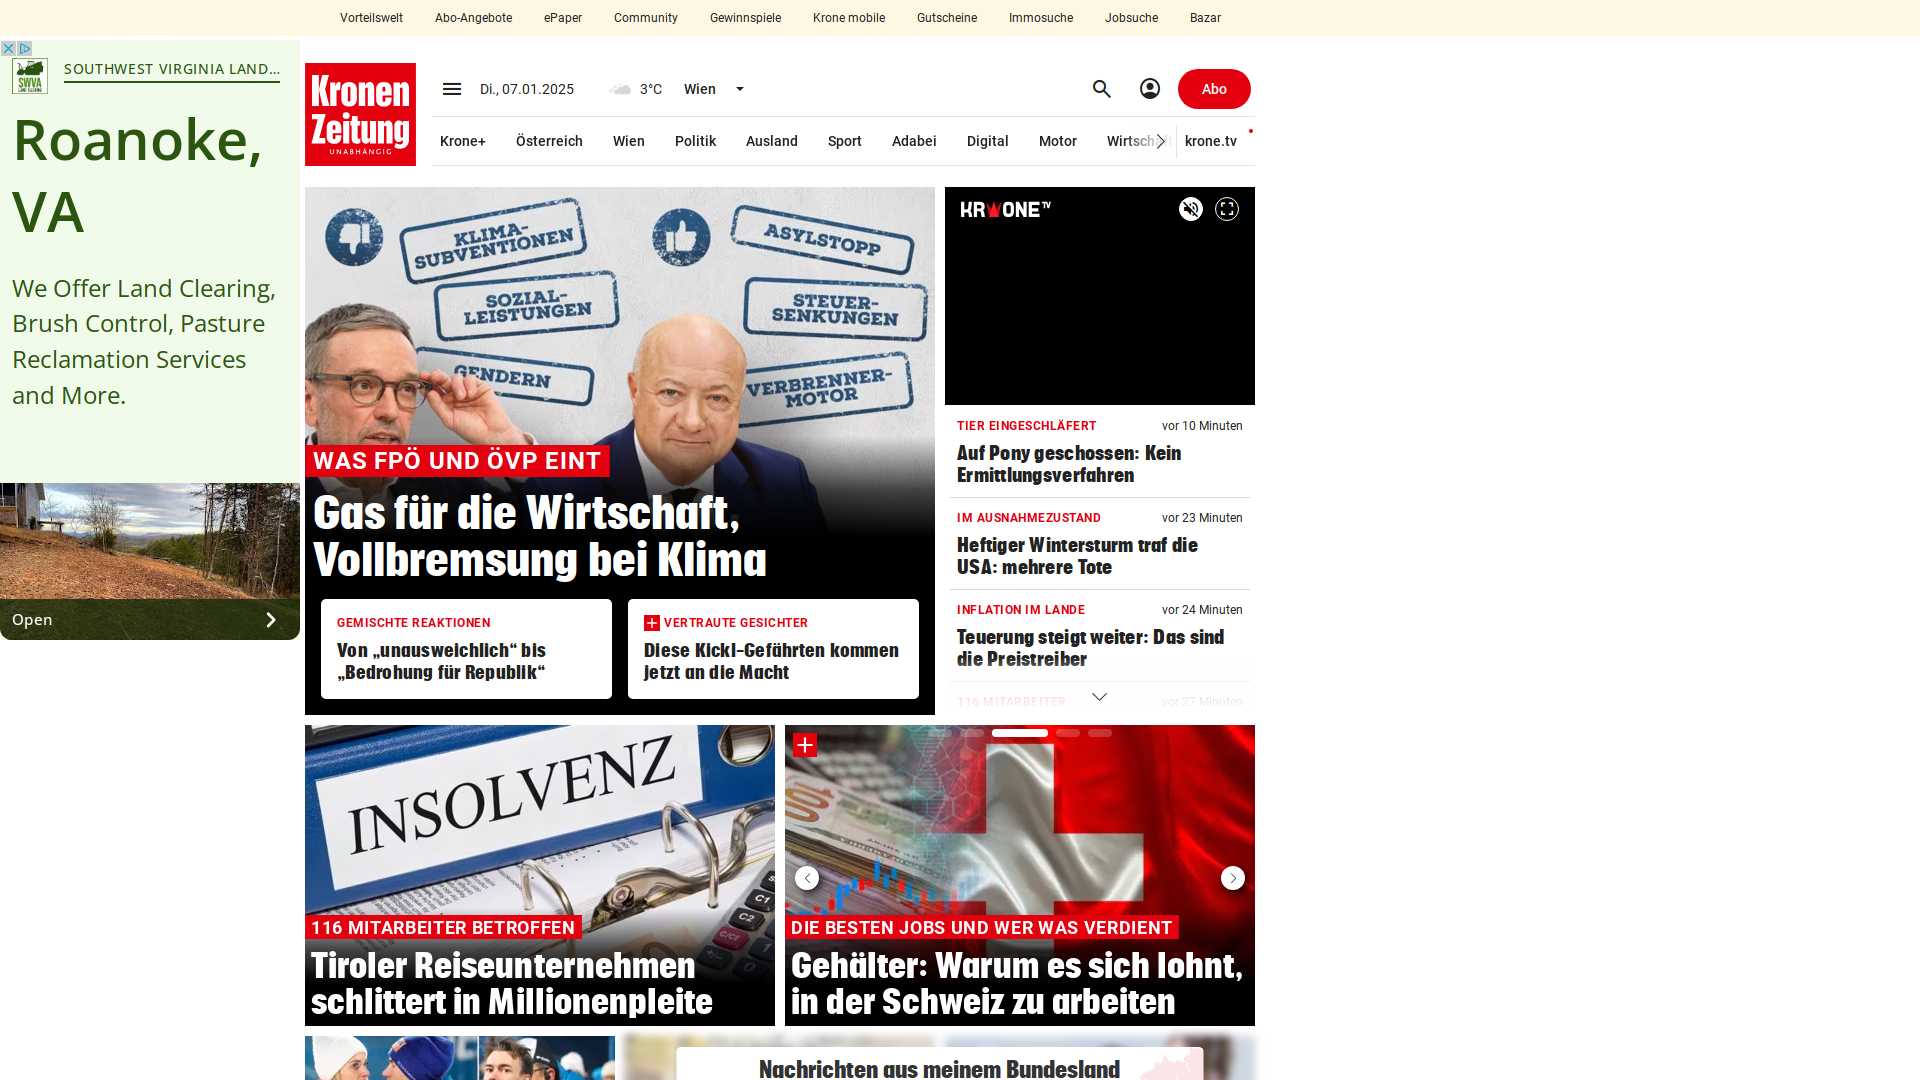 Vorteilswelt
Abo-Angebote
ePaper
Community
Gewinnspiele
Krone mobile
Gutscheine
Immosuche
Jobsuche
Bazar
SOUTHWEST VIRGINIA LAND...
SWVA
LAND CLEARING
Roanoke,
VA
We Offer Land Clearing,
Brush Control, Pasture
Reclamation Services
and More.
Open
Kronen
Zeitung
UNABHÄNGIG
Di., 07.01.2025
3°C
Wien
Abo
Krone+
Österreich
Wien
Politik
Ausland
Sport
Adabei
Digital
Motor
Wirtschaft
krone.tv
KLIMA-
SUBVENTIONEN
SOZIAL-
LEISTUNGEN
GENDERN
ASYLSTOPP
STEUER-
SENKUNGEN
VERBRENNER-
MOTOR
WAS FPÖ UND ÖVP EINT
Gas für die Wirtschaft,
Vollbremsung bei Klima
GEMISCHTE REAKTIONEN
Von „unausweichlich“ bis
„Bedrohung für Republik“
VERTRAUTE GESICHTER
Diese Kickl-Gefährten kommen
jetzt an die Macht
KRONE TV
TIER EINGESCHLÄFERT
vor 10 Minuten
Auf Pony geschossen: Kein
Ermittlungsverfahren
IM AUSNAHMEZUSTAND
vor 23 Minuten
Heftiger Wintersturm traf die
USA: mehrere Tote
INFLATION IM LANDE
vor 24 Minuten
Teuerung steigt weiter: Das sind
die Preistreiber
116 MITARBEITER
vor 27 Minuten
INSOLVENZ
C1
C2
C/CI
116 MITARBEITER BETROFFEN
Tiroler Reiseunternehmen
schlittert in Millionenpleite
100
DIE BESTEN JOBS UND WER WAS VERDIENT
Gehälter: Warum es sich lohnt,
in der Schweiz zu arbeiten
Nachrichten aus meinem Bundesland